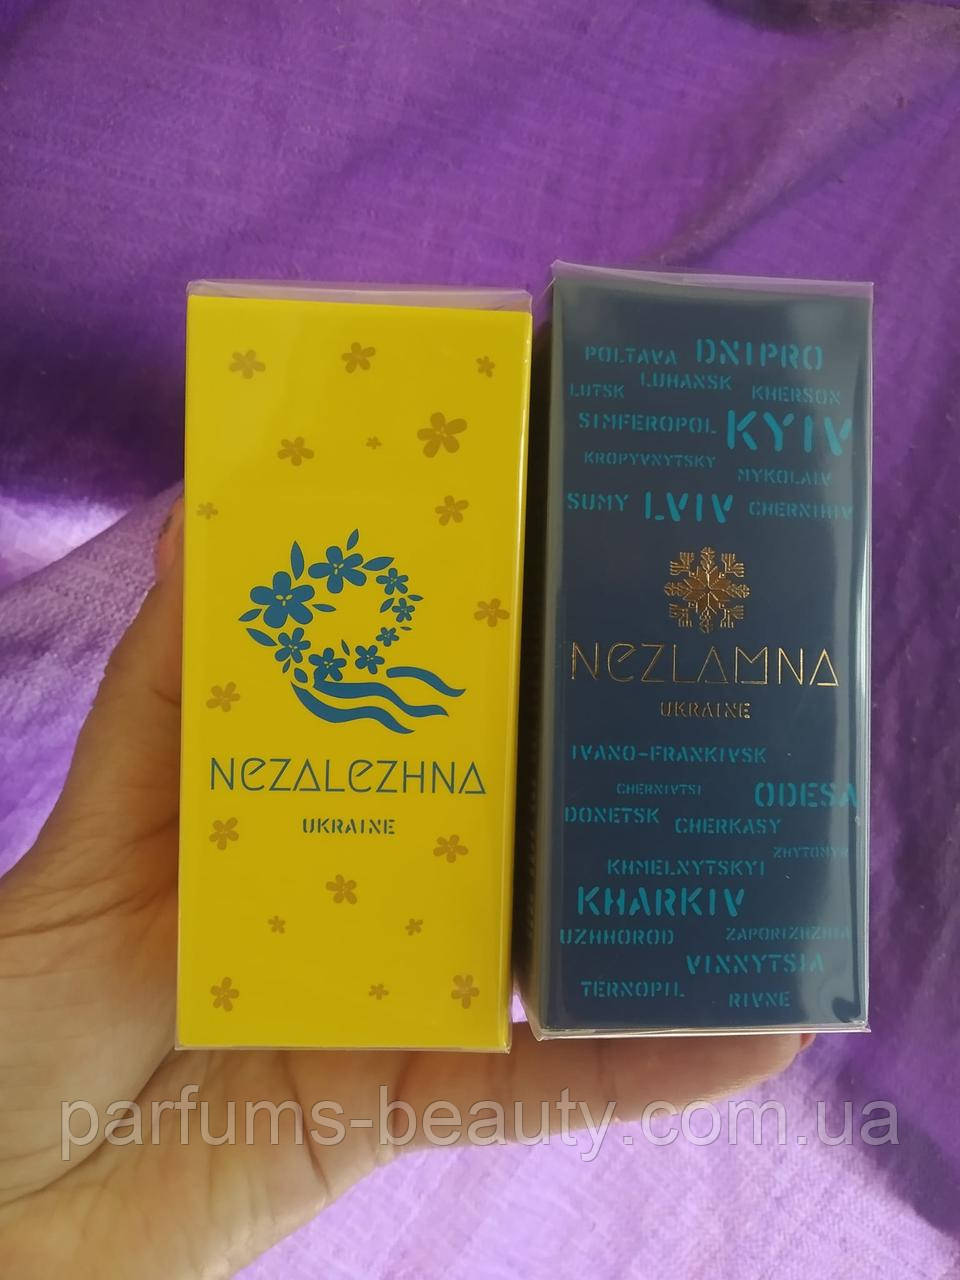 NEZALEZHNA
UKRAINE
POLTAVA DNIPRO
LUTSK LUHANSK KHERSON
SIMFEROPOL KYIV
KROPYVNYTSKY MYKOLAIV
SUMY LVIV CHERNIHIV
NEZLAMNA
UKRAINE
IVANO-FRANKIVSK
CHERNIVTSI ODESA
DONETSK CHERKASY
ZHYTOMYR
KHMELNYTSKYI
KHARKIV
UZHHOROD ZAPORIZHZHIA
VINNYTSIA
TERNOPIL RIVNE
parfums-beauty.com.ua